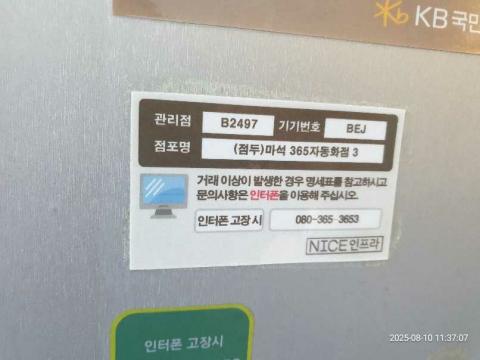 KB국민
관리점 B2497 기기번호 BEJ
점포명 (점두)마석 365자동화점 3
거래 이상이 발생한 경우 명세표를 참고하시고
문의사항은 인터폰을 이용해 주십시오.
인터폰 고장 시 080-365-3653
NICE인프라
인터폰 고장시
2025-08-10 11:37:07